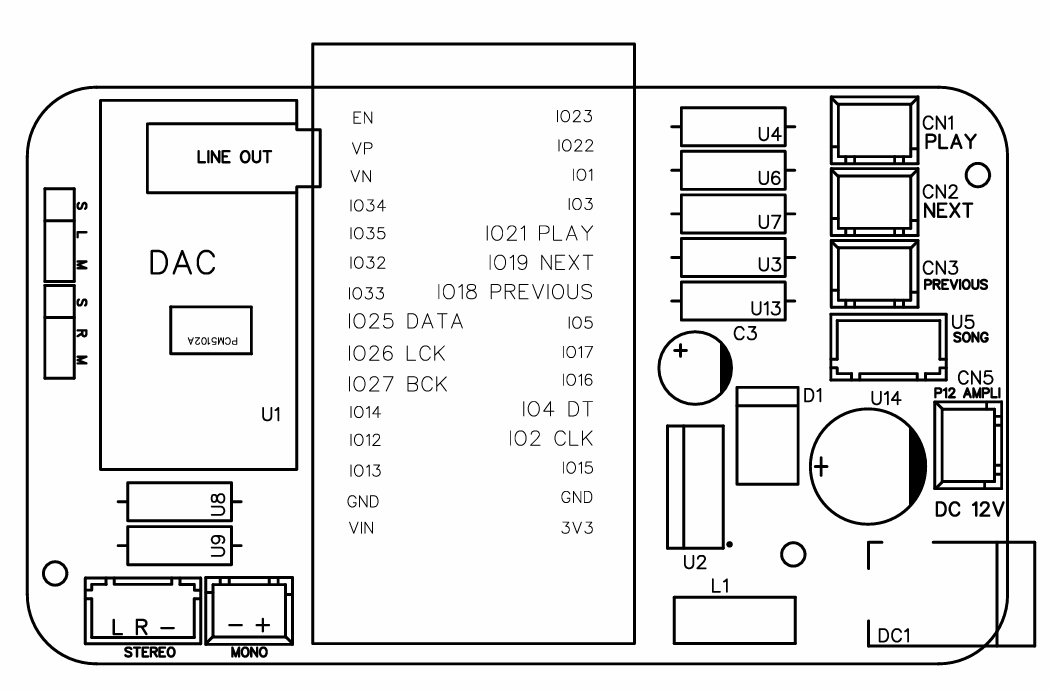 LINE OUT
S
L
M
S
R
M
DAC
PCM5102A
U1
U8
U9
L R -
STEREO
- +
MONO
EN
VP
VN
IO34
IO35
IO32
IO33
IO25 DATA
IO26 LCK
IO27 BCK
IO14
IO12
IO13
GND
VIN
IO23
IO22
IO1
IO3
IO21 PLAY
IO19 NEXT
IO18 PREVIOUS
IO5
IO17
IO16
IO4 DT
IO2 CLK
IO15
GND
3V3
U4
U6
U7
U3
U13
C3
+
D1
U2
L1
CN1
PLAY
CN2
NEXT
CN3
PREVIOUS
U5
SONG
CN5
P12 AMPLI
U14
+
DC 12V
DC1